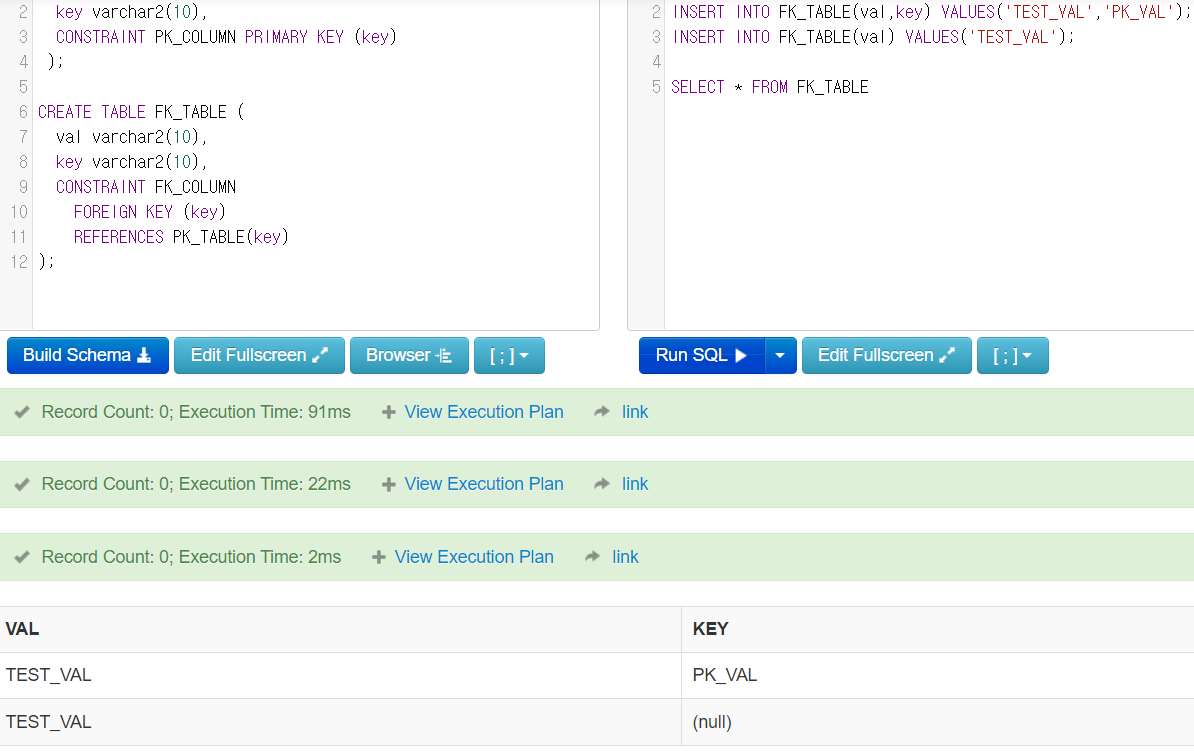 2 key varchar2(10),
3 CONSTRAINT PK_COLUMN PRIMARY KEY (key)
4 );
5
6 CREATE TABLE FK_TABLE (
7 val varchar2(10),
8 key varchar2(10),
9 CONSTRAINT FK_COLUMN
10 FOREIGN KEY (key)
11 REFERENCES PK_TABLE(key)
12 );
2 INSERT INTO FK_TABLE(val,key) VALUES('TEST_VAL','PK_VAL');
3 INSERT INTO FK_TABLE(val) VALUES('TEST_VAL');
4
5 SELECT * FROM FK_TABLE
Build Schema Edit Fullscreen Browser [ ; ]
Run SQL Edit Fullscreen [ ; ]
Record Count: 0; Execution Time: 91ms + View Execution Plan link
Record Count: 0; Execution Time: 22ms + View Execution Plan link
Record Count: 0; Execution Time: 2ms + View Execution Plan link
VAL KEY
TEST_VAL PK_VAL
TEST_VAL (null)